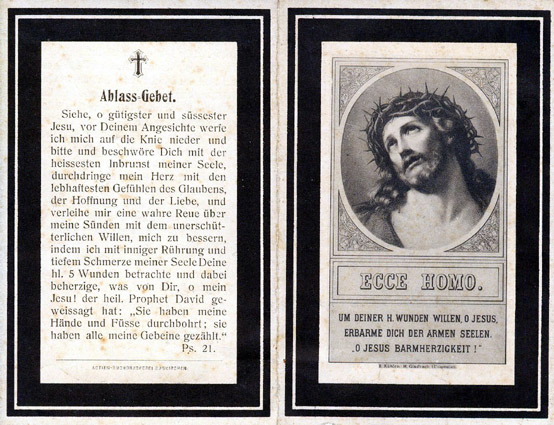 Ablass-Gebet.
Siehe, o gütigster und süssester
Jesu, vor Deinem Angesichte werfe
ich mich auf die Knie nieder und
bitte und beschwöre Dich mit der
heissesten Inbrunst meiner Seele,
durchdringe mein Herz mit den
lebhaftesten Gefühlen des Glaubens,
der Hoffnung und der Liebe, und
verleihe mir eine wahre Reue über
meine Sünden mit dem unerschüt-
terlichen Willen, mich zu bessern,
indem ich mit inniger Rührung und
tiefem Schmerze meiner Seele Deine
hl. 5 Wunden betrachte und dabei
beherzige, was von Dir, o mein
Jesu! der heil. Prophet David ge-
weissagt hat: „Sie haben meine
Hände und Füsse durchbohrt; sie
haben alle meine Gebeine gezählt.“
Ps. 21.
ECCE HOMO.
UM DEINER H. WUNDEN WILLEN, O JESUS,
ERBARME DICH DER ARMEN SEELEN.
„O JESUS BARMHERZIGKEIT!“